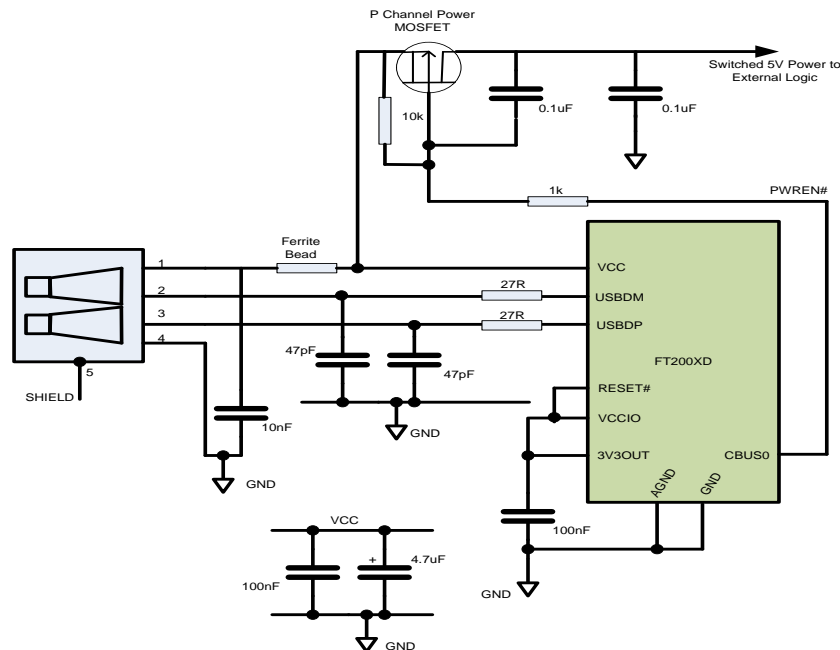 P Channel Power
MOSFET
Switched 5V Power to
External Logic
0.1uF
0.1uF
10k
1k
PWREN#
Ferrite
Bead
1
VCC
27R
2
USBDM
27R
3
USBDP
4
47pF
47pF
FT200XD
5
SHIELD
RESET#
10nF
VCCIO
GND
3V3OUT
CBUS0
GND
AGND
GND
VCC
100nF
+
4.7uF
100nF
GND
GND